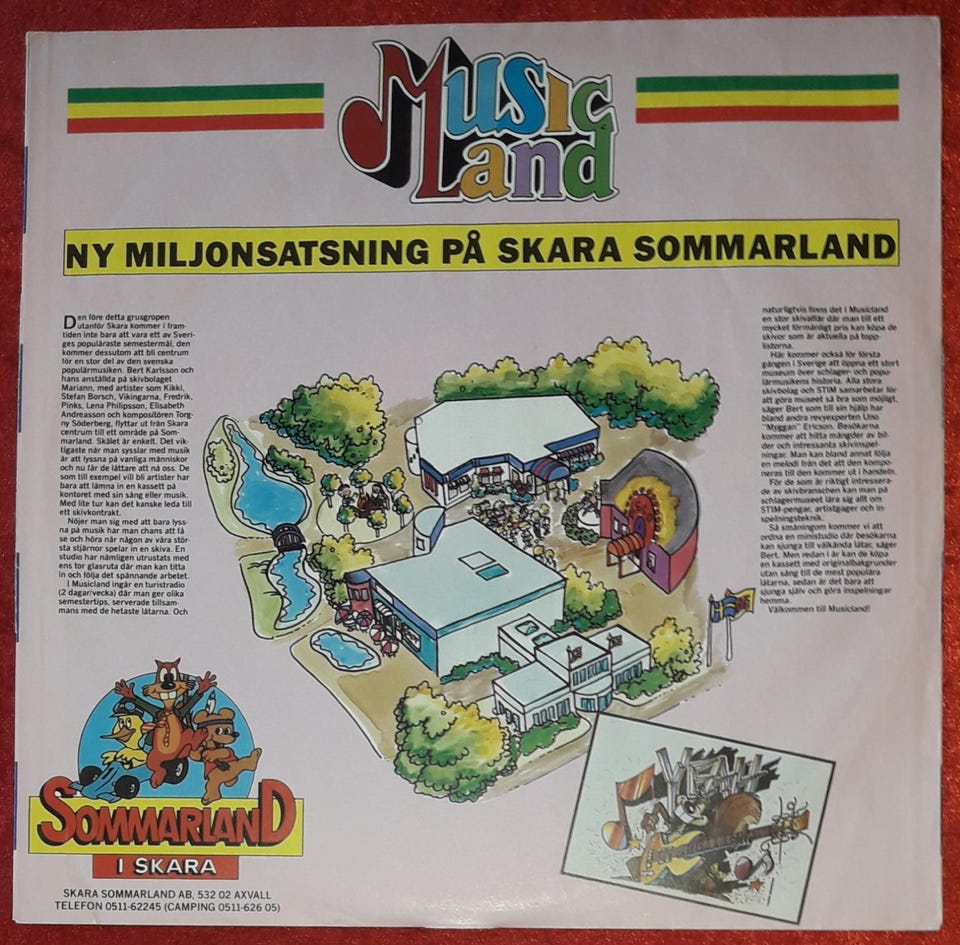 Music
Land
NY MILJONSATSNING PÅ SKARA SOMMARLAND
Den före detta grusgropen
utanför Skara kommer i fram-
tiden inte bara att vara ett av Sveri-
ges populäraste semestermål, den
kommer dessutom att bli centrum
för en stor del av den svenska
populärmusiken. Bert Karlsson och
hans anställda på skivbolaget
Mariann, med artister som Kikki,
Stefan Borsch, Vikingarna, Fredrik,
Pinks, Lena Philipsson, Elisabeth
Andreasson och kompositören Torg-
ny Söderberg, flyttar ut från Skara
centrum till ett område på Som-
marland. Skälet är enkelt. Det vik-
tigaste när man sysslar med musik
är att lyssna på vanliga människor
och nu får de lättare att nå oss. De
som till exempel vill bli artister har
bara att lämna in en kassett på
kontoret med sin sång eller musik.
Med lite tur kan det kanske leda till
ett skivkontrakt.
Nöjer man sig med att bara lyss-
na på musik har man chans att få
se och höra när någon av våra stör-
sta stjärnor spelar in en skiva. En
studio har nämligen utrustats med
ens tor glasruta där man kan titta
in och följa det spännande arbetet.
I Musicland ingår en turistradio
(2 dagar/vecka) där man ger olika
semestertips, serverade tillsam-
mans med de hetaste låtarna. Och
naturligtvis finns det i Musicland
en stor skivaffär där man till ett
mycket förmånligt pris kan köpa de
skivor som är aktuella på topp-
listorna.
Här kommer också för första
gången i Sverige att öppna ett stort
museum över schlager- och popu-
lärmusikens historia. Alla stora
skivbolag och STIM samarbetar för
att göra museet så bra som möjligt,
säger Bert som till sin hjälp har
bland andra revyexperten Uno
"Myggan" Ericson. Besökarna
kommer att hitta mängder av bil-
der och intressanta skivinspel-
ningar. Man kan bland annat följa
en melodi från det att den kompo-
neras till den kommer ut i handeln.
För de som är riktigt intressera-
de av skivbranschen kan man på
schlagermuseet lära sig allt om
STIM-pengar, artistgager och in-
spelningsteknik.
Så småningom kommer vi att
ordna en ministudio där besökarna
kan sjunga till välkända låtar, säger
Bert. Men redan i år kan de köpa
en kassett med originalbakgrunder
utan sång till de mest populära
låtarna, sedan är det bara att
sjunga själv och göra inspelningar
hemma.
Välkommen till Musicland!
SOMMARLAND
I SKARA
SKARA SOMMARLAND AB, 532 02 AXVALL
TELEFON 0511-62245 (CAMPING 0511-626 05)
YEAH